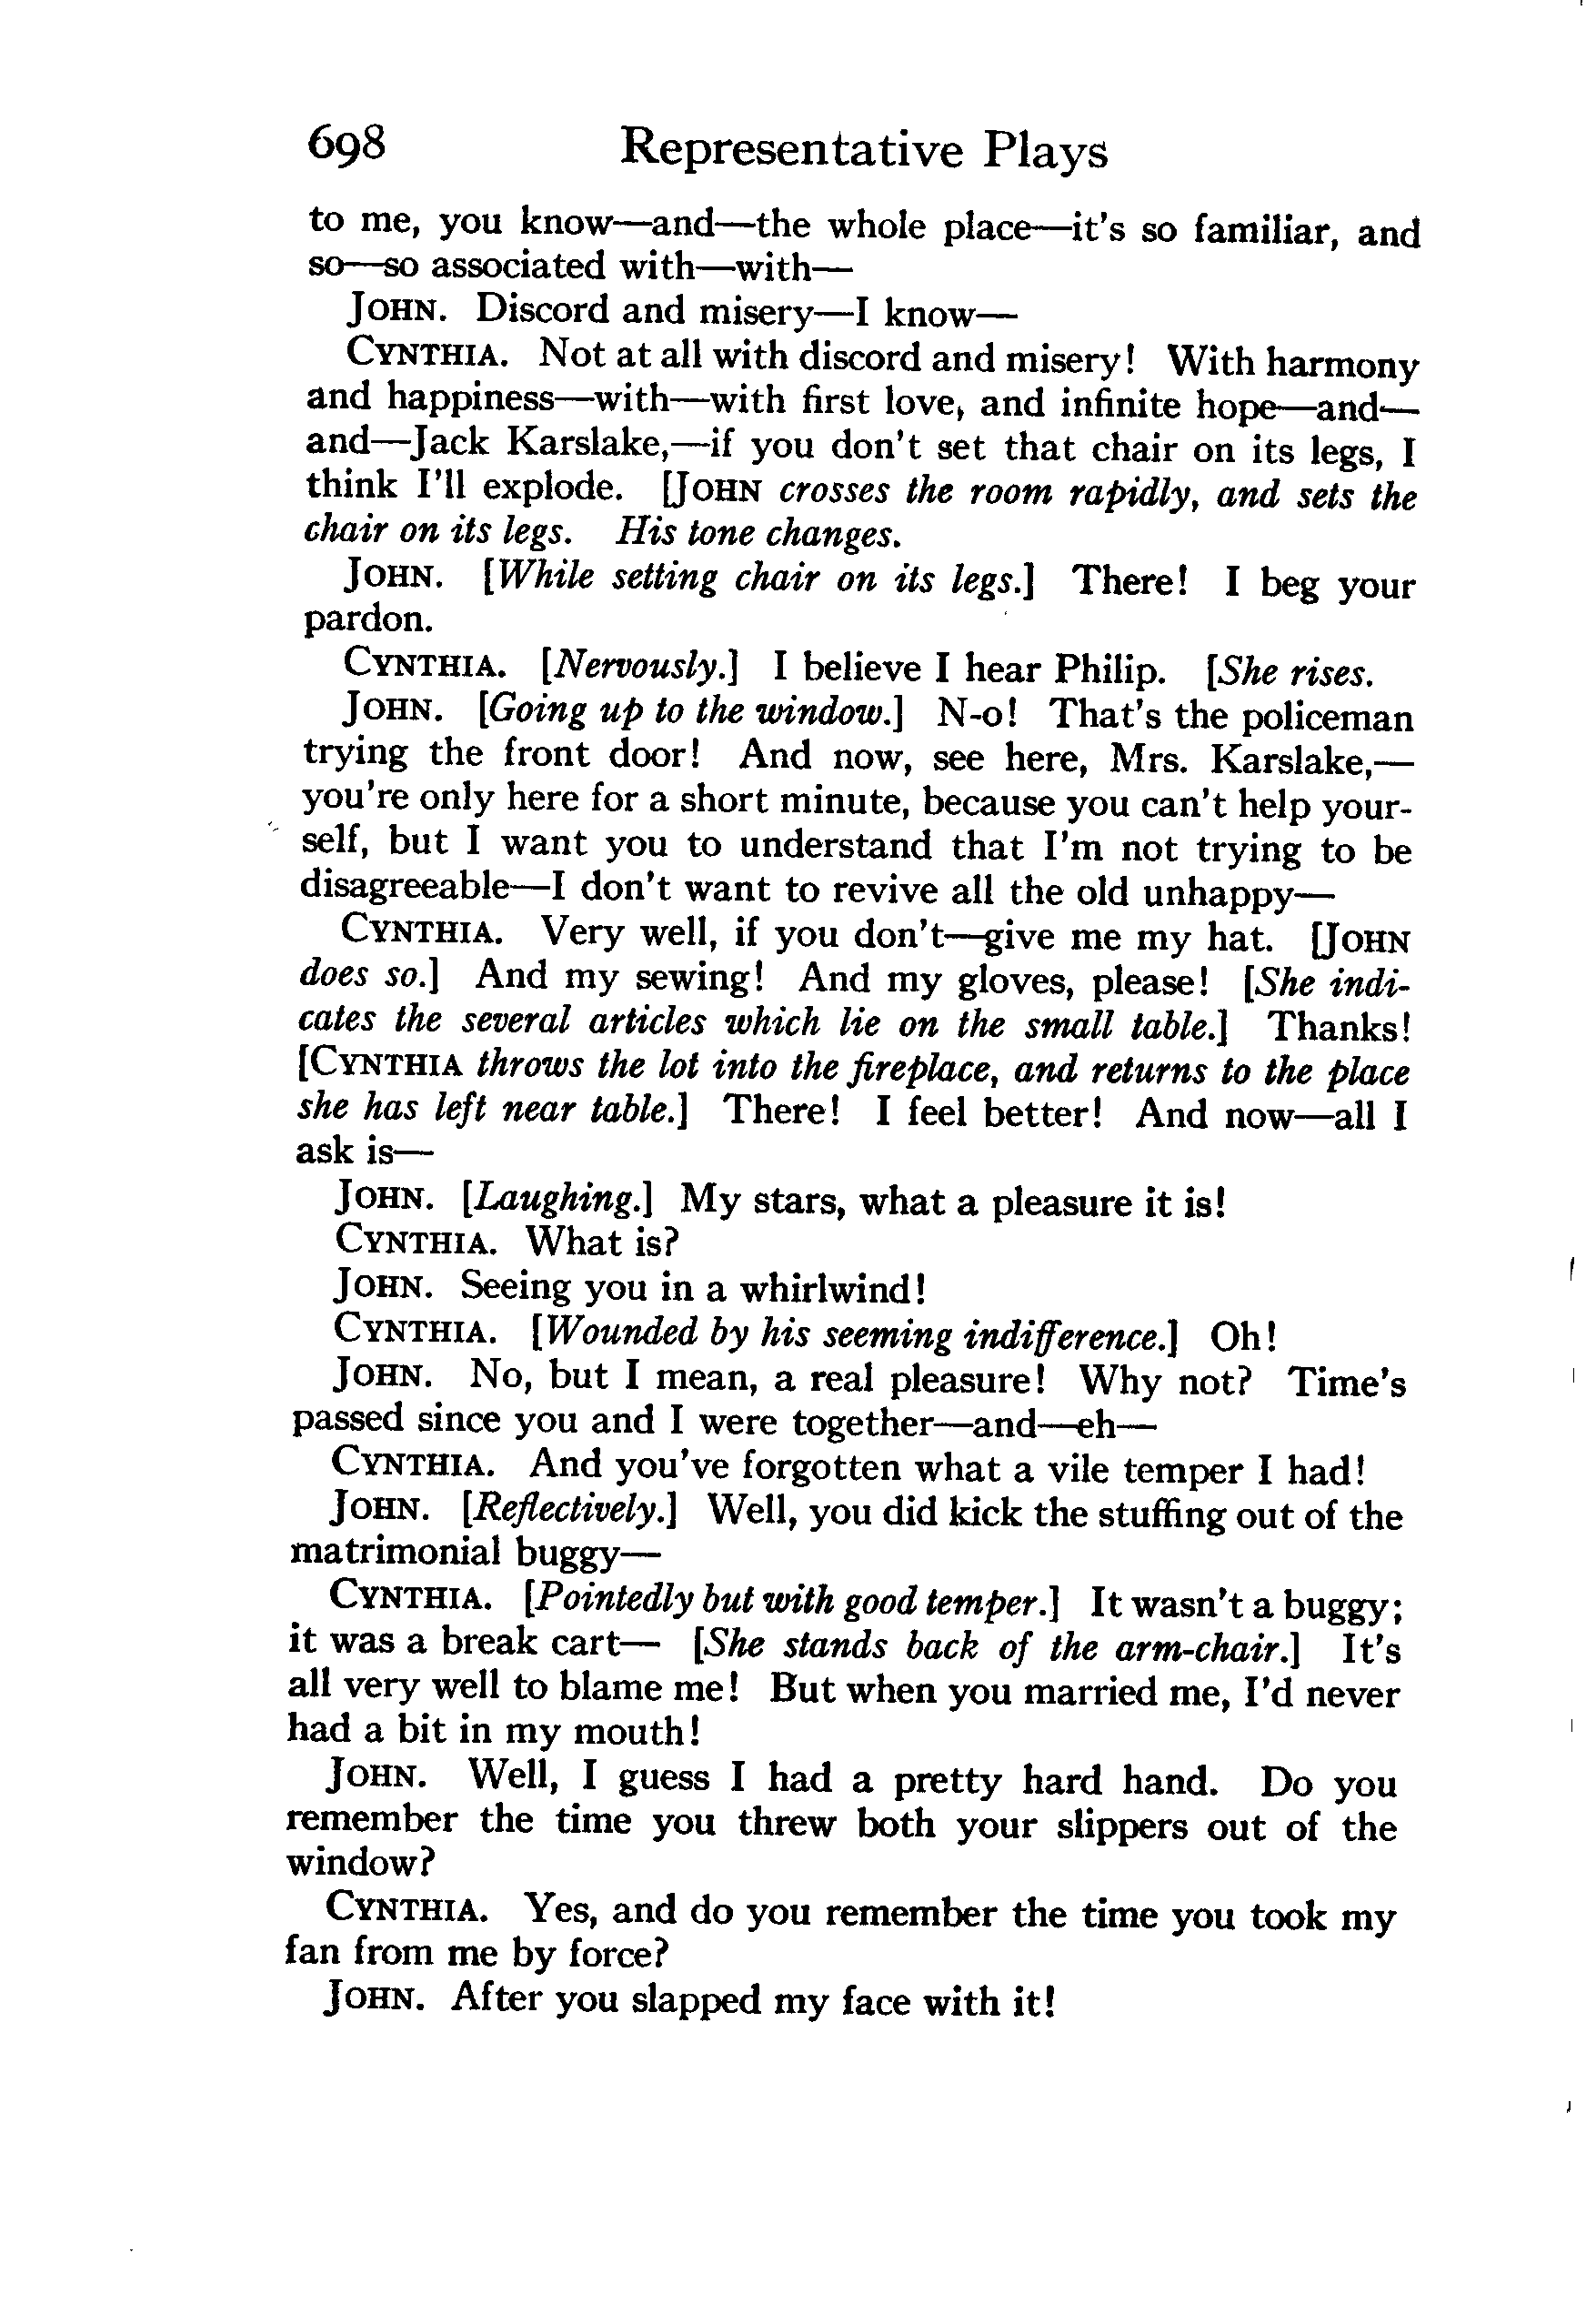 698 Representative Plays
to me, you know—and—the whole place—it's so familiar, and
so—so associated with—with—
JOHN. Discord and misery—I know—
CYNTHIA. Not at all with discord and misery! With harmony
and happiness—with—with first love, and infinite hope—and—
and—Jack Karslake,—if you don't set that chair on its legs, I
think I'll explode. [JOHN crosses the room rapidly, and sets the
chair on its legs. His tone changes.
JOHN. [While setting chair on its legs.] There! I beg your
pardon.
CYNTHIA. [Nervously.] I believe I hear Philip. [She rises.
JOHN. [Going up to the window.] N-o! That's the policeman
trying the front door! And now, see here, Mrs. Karslake,—
you're only here for a short minute, because you can't help your-
self, but I want you to understand that I'm not trying to be
disagreeable—I don't want to revive all the old unhappy—
CYNTHIA. Very well, if you don't—give me my hat. [JOHN
does so.] And my sewing! And my gloves, please! [She indi-
cates the several articles which lie on the small table.] Thanks!
[CYNTHIA throws the lot into the fireplace, and returns to the place
she has left near table.] There! I feel better! And now—all I
ask is—
JOHN. [Laughing.] My stars, what a pleasure it is!
CYNTHIA. What is?
JOHN. Seeing you in a whirlwind!
CYNTHIA. [Wounded by his seeming indifference.] Oh!
JOHN. No, but I mean, a real pleasure! Why not? Time's
passed since you and I were together—and—eh—
CYNTHIA. And you've forgotten what a vile temper I had!
JOHN. [Reflectively.] Well, you did kick the stuffing out of the
matrimonial buggy—
CYNTHIA. [Pointedly but with good temper.] It wasn't a buggy;
it was a break cart— [She stands back of the arm-chair.] It's
all very well to blame me! But when you married me, I'd never
had a bit in my mouth!
JOHN. Well, I guess I had a pretty hard hand. Do you
remember the time you threw both your slippers out of the
window?
CYNTHIA. Yes, and do you remember the time you took my
fan from me by force?
JOHN. After you slapped my face with it!